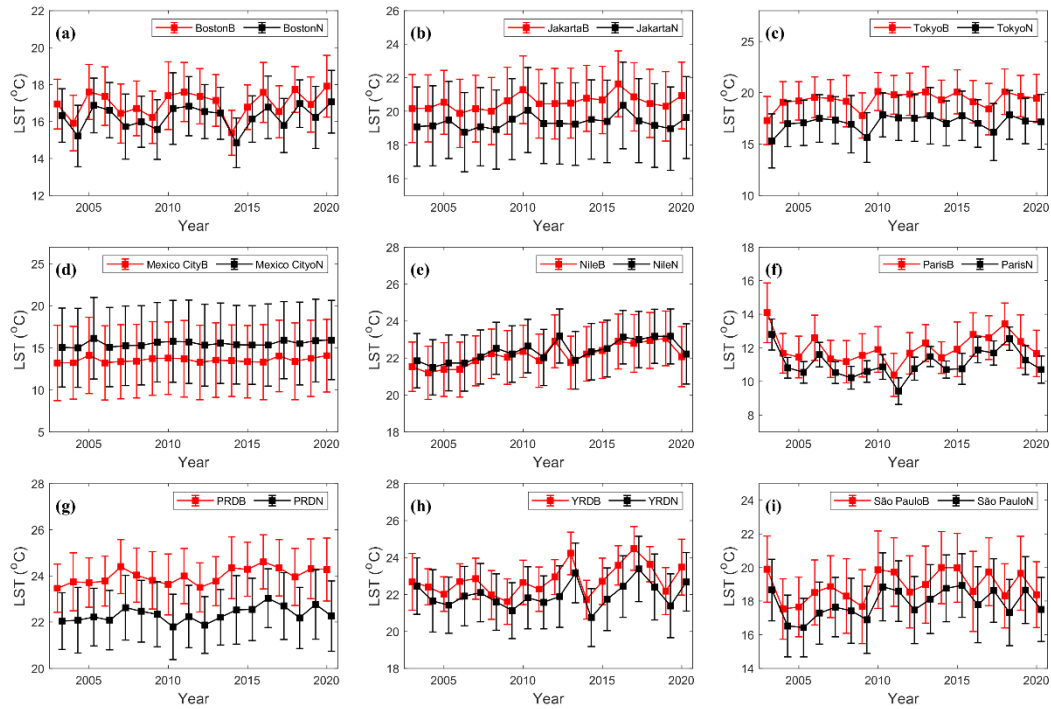 (a) BostonB BostonN
22
20
18
16
14
12
LST (°C)
2005 2010 2015 2020
Year
(b) JakartaB JakartaN
26
24
22
20
18
16
14
LST (°C)
2005 2010 2015 2020
Year
(c) TokyoB TokyoN
25
20
15
10
LST (°C)
2005 2010 2015 2020
Year
(d) Mexico CityB Mexico CityoN
25
20
15
10
5
LST (°C)
2005 2010 2015 2020
Year
(e) NileB NileN
28
26
24
22
20
18
LST (°C)
2005 2010 2015 2020
Year
(f) ParisB ParisN
18
16
14
12
10
8
LST (°C)
2005 2010 2015 2020
Year
(g) PRDB PRDN
28
26
24
22
20
LST (°C)
2005 2010 2015 2020
Year
(h) YRDB YRDN
28
26
24
22
20
18
LST (°C)
2005 2010 2015 2020
Year
(i) São PauloB São PauloN
24
22
20
18
16
14
LST (°C)
2005 2010 2015 2020
Year